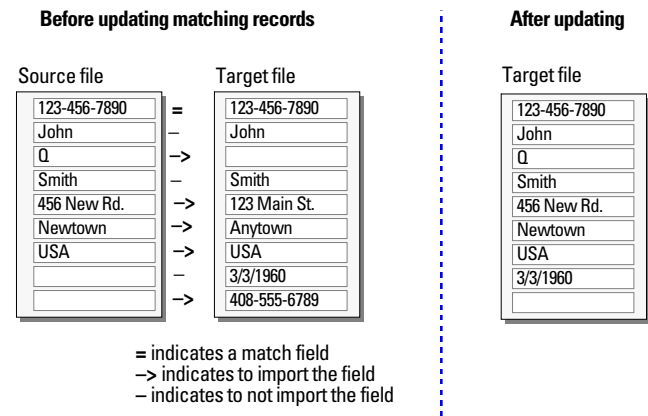 Before updating matching records
After updating
Source file
Target file
Target file
123-456-7890 = 123-456-7890
John – John
Q –>
Smith – Smith
456 New Rd. –> 123 Main St.
Newtown –> Anytown
USA –> USA
– 3/3/1960
–> 408-555-6789
123-456-7890
John
Q
Smith
456 New Rd.
Newtown
USA
3/3/1960
= indicates a match field
–> indicates to import the field
– indicates to not import the field